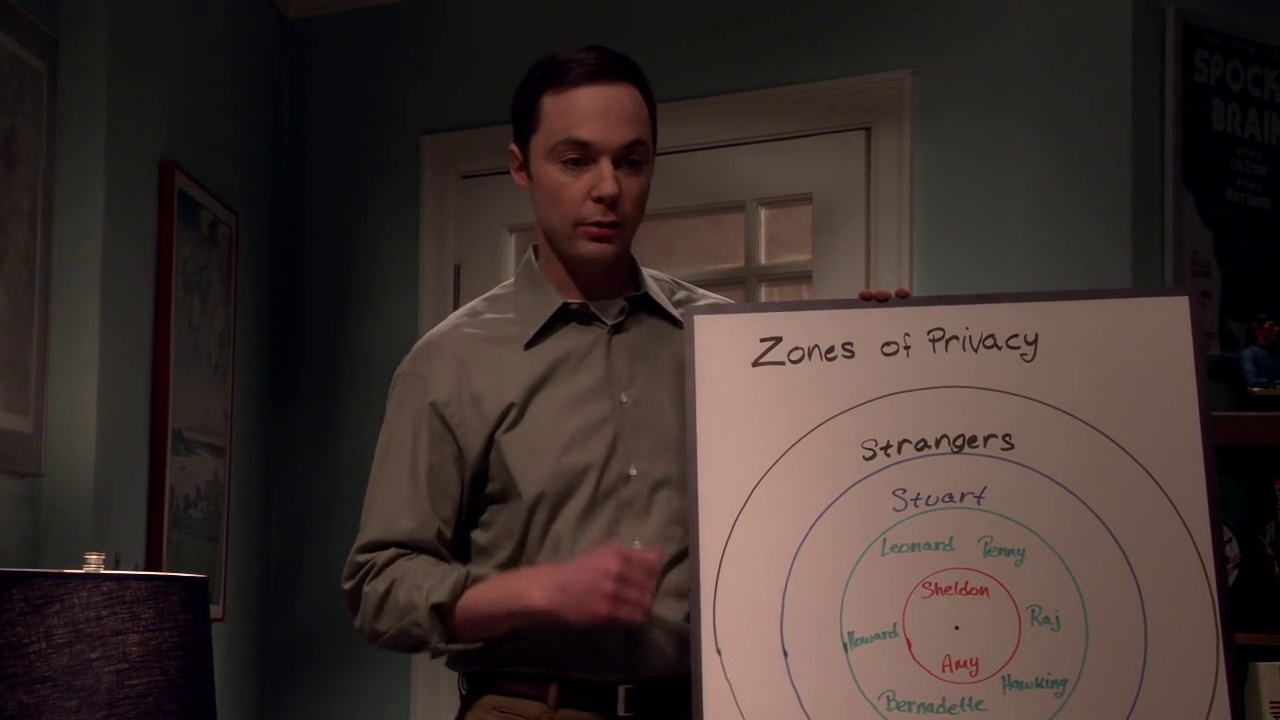 SPOCK
BRAIN
Zones of Privacy
Strangers
Stuart
Leonard Penny
Sheldon
Howard Raj
Amy
Hawking
Bernadette